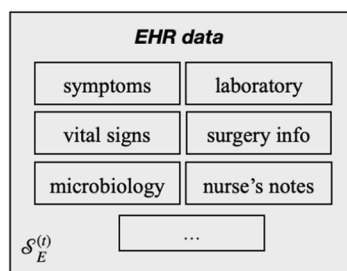 EHR data
symptoms laboratory
vital signs surgery info
microbiology nurse's notes
...
𝒮_E^(t)